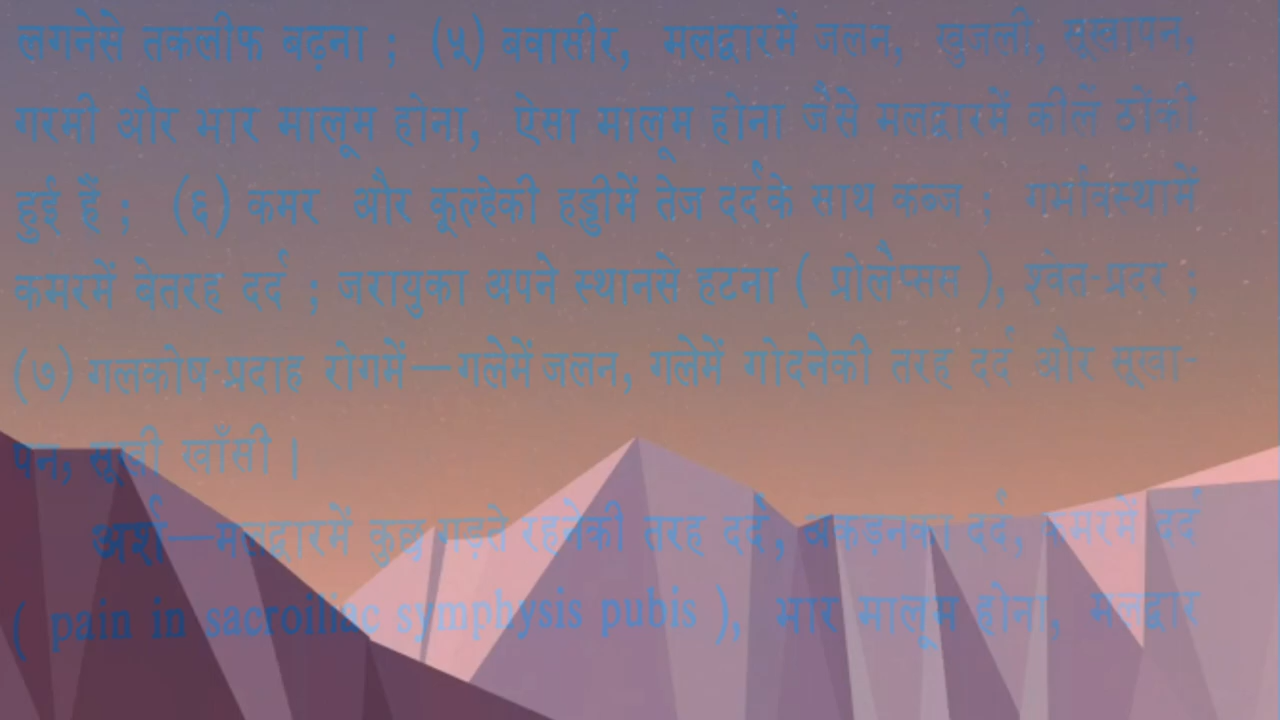 लगनेसे तकलीफ बढ़ना ; (५) बवासीर, मलद्वारमें जलन, खुजली, सूखापन,
गरमी और भार मालूम होना, ऐसा मालूम होना जैसे मलद्वारमें कीलें ठोंकी
हुई हैं ; (६) कमर और कूल्हेकी हड्डीमें तेज दर्दके साथ कब्ज ; गर्भावस्थामें
कमरमें बेतरह दर्द ; जरायुका अपने स्थानसे हटना ( प्रोलैप्सस ), श्वेत-प्रदर ;
(७) गलकोष-प्रदाह रोगमें—गलेमें जलन, गलेमें गोदनेकी तरह दर्द और सूखा-
पन, सूखी खाँसी ।
अर्श—मलद्वारमें कुछ गड़ते रहनेकी तरह दर्द, अकड़नका दर्द, कमरमें दर्द
( pain in sacroiliac symphysis pubis ), भार मालूम होना, मलद्वार